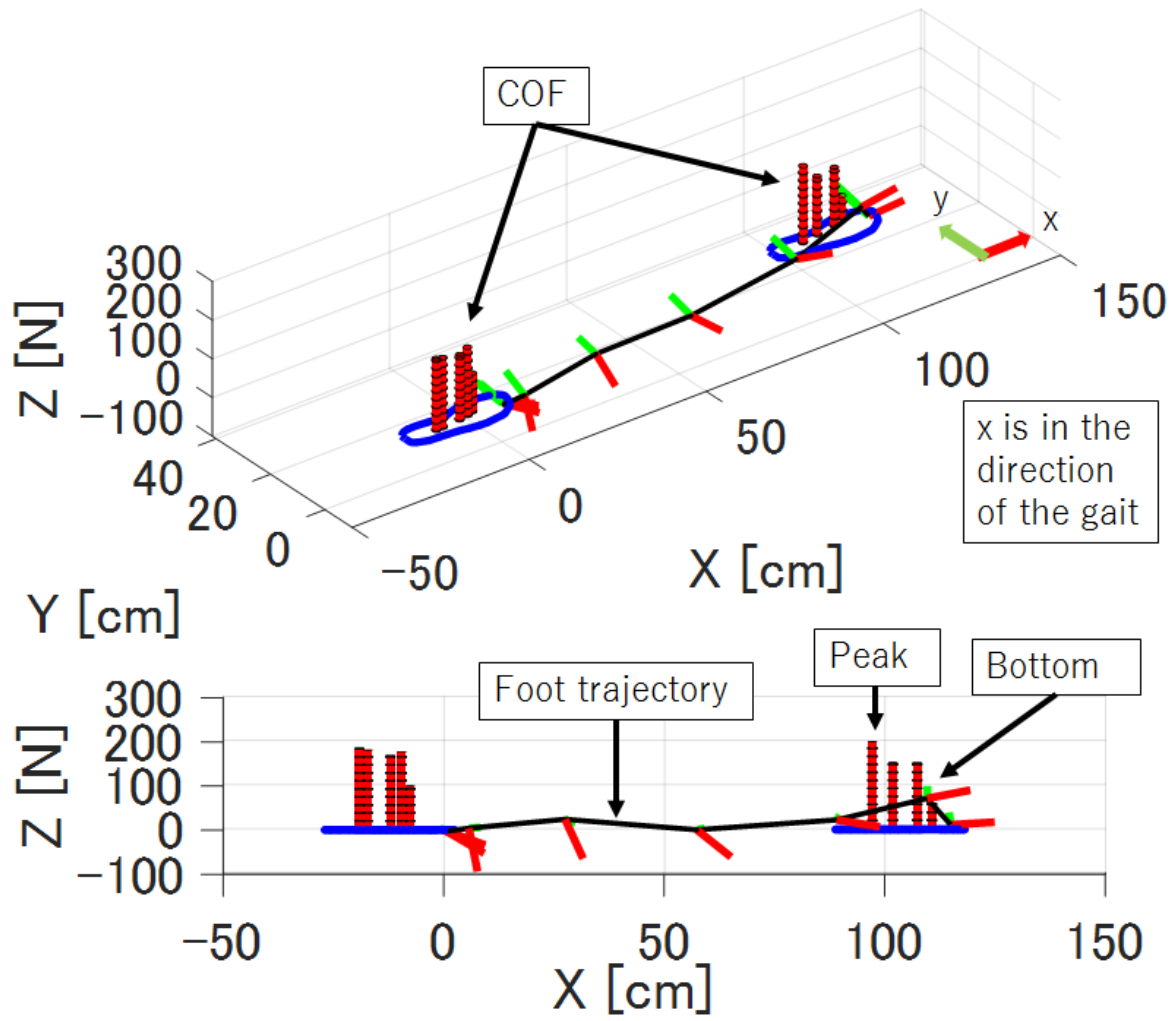 COF
y
x
300
200
100
0
−100
Z [N]
40
20
0
Y [cm]
−50
0
50
100
150
X [cm]
x is in the
direction
of the gait
Foot trajectory
Peak
Bottom
300
200
100
0
−100
Z [N]
−50
0
50
100
150
X [cm]